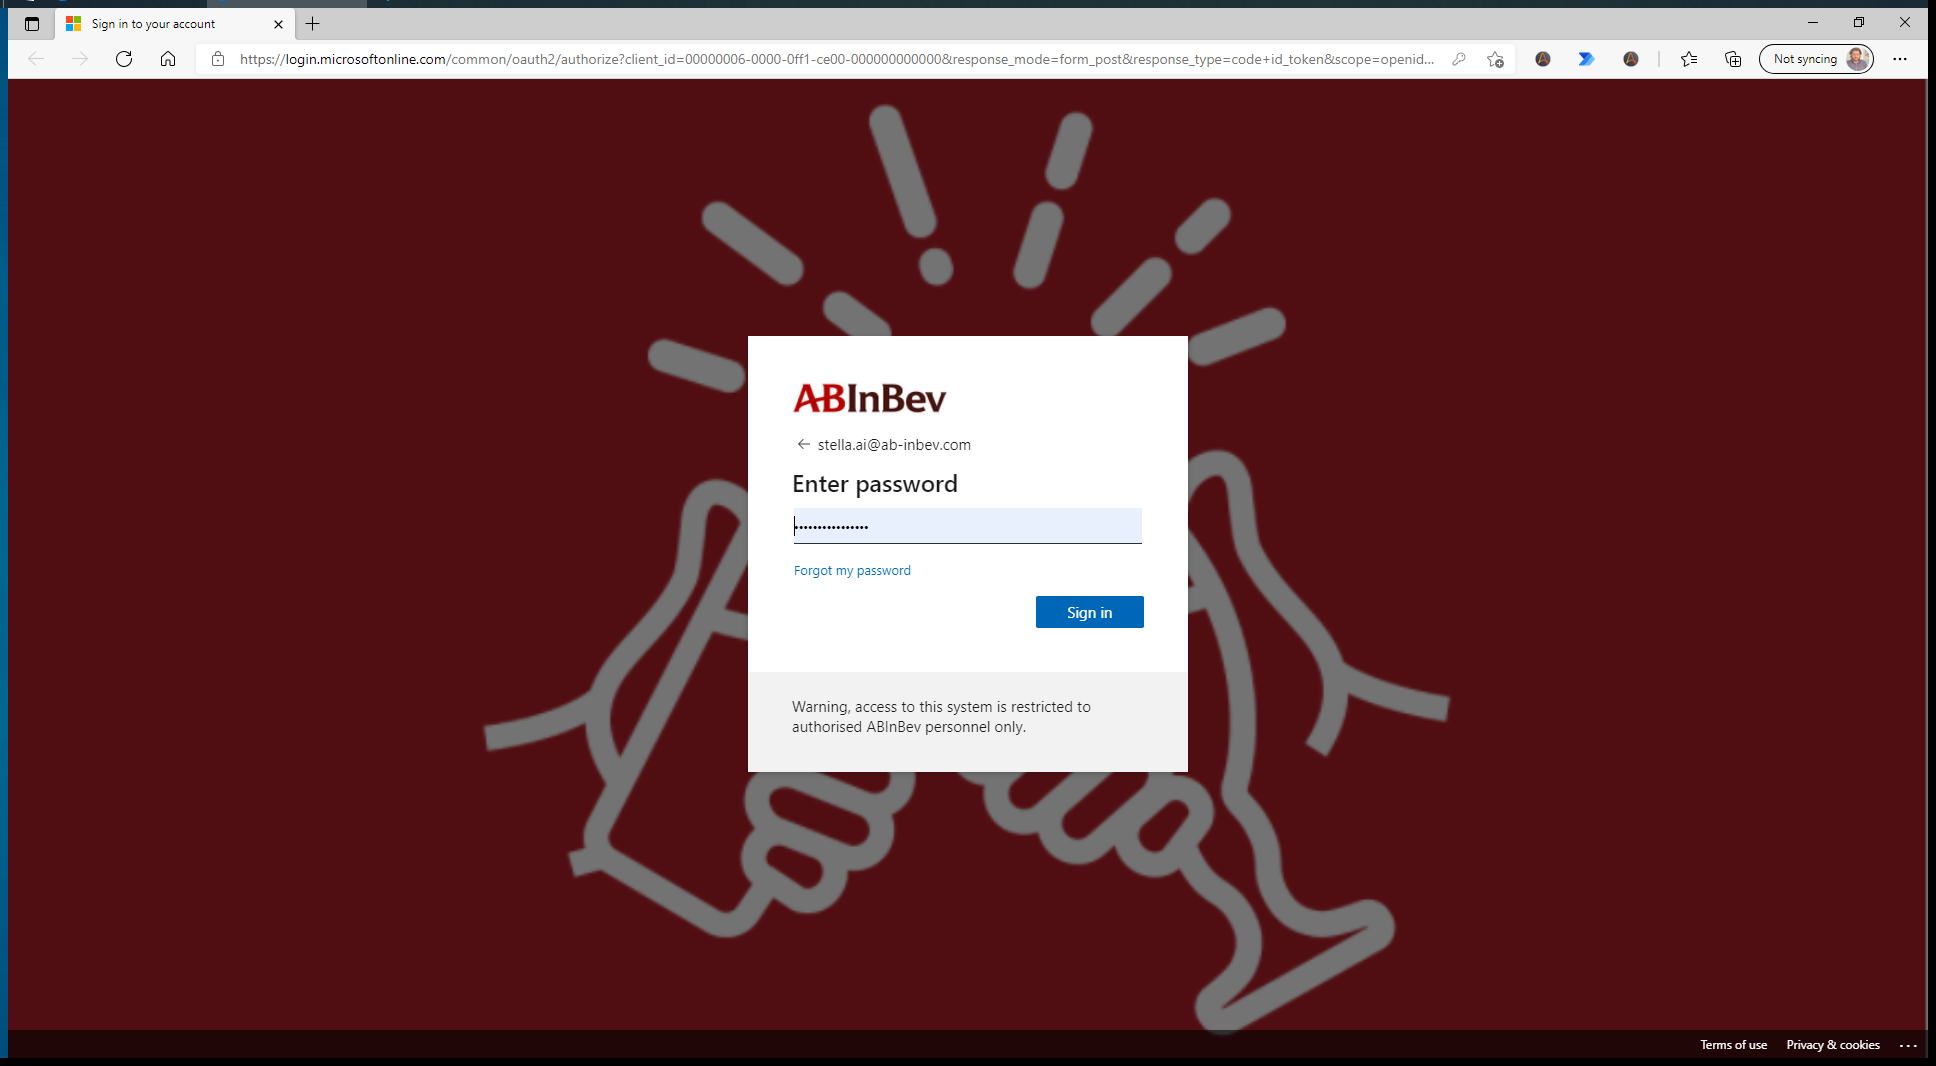 Sign in to your account
https://login.microsoftonline.com/common/oauth2/authorize?client_id=00000006-0000-0ff1-ce00-000000000000&response_mode=form_post&response_type=code+id_token&scope=openid...
Not syncing
ABInBev
stella.ai@ab-inbev.com
Enter password
Forgot my password
Sign in
Warning, access to this system is restricted to
authorised ABInBev personnel only.
Terms of use Privacy & cookies